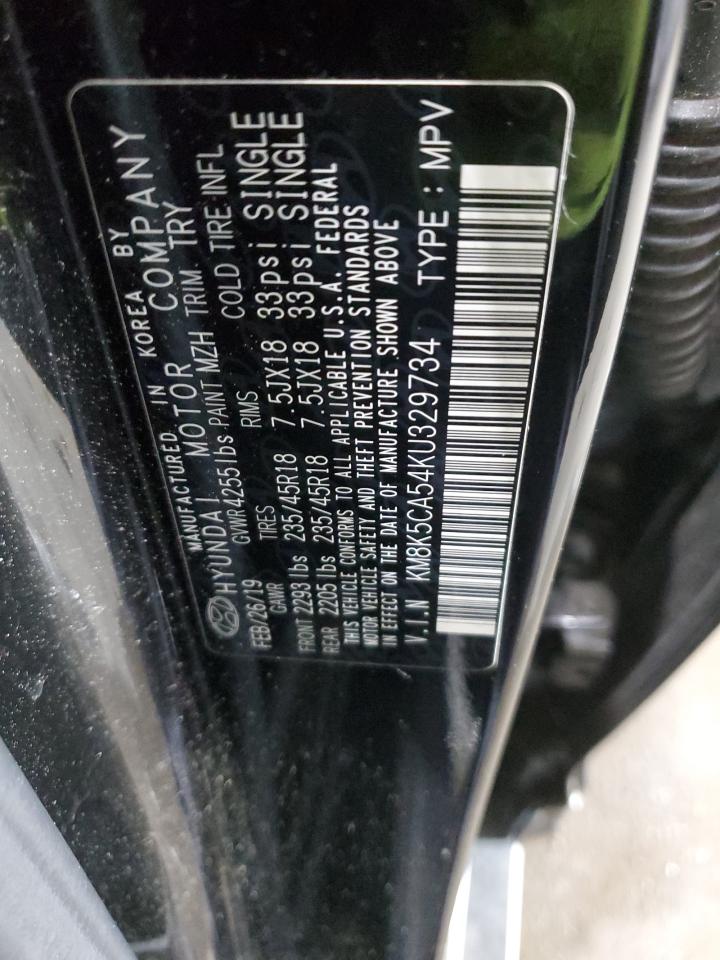 MANUFACTURED IN KOREA BY
HYUNDAI MOTOR COMPANY
FEB/26/19 GVWR 4255 lbs PAINT MZH TRIM TRY
GAWR TIRES RIMS COLD TIRE INFL
FRONT 2293 lbs 235/45R18 7.5JX18 33psi SINGLE
REAR 2205 lbs 235/45R18 7.5JX18 33psi SINGLE
THIS VEHICLE CONFORMS TO ALL APPLICABLE U.S.A. FEDERAL
MOTOR VEHICLE SAFETY AND THEFT PREVENTION STANDARDS
IN EFFECT ON THE DATE OF MANUFACTURE SHOWN ABOVE
V.I.N KM8K5CA54KU329734 TYPE : MPV